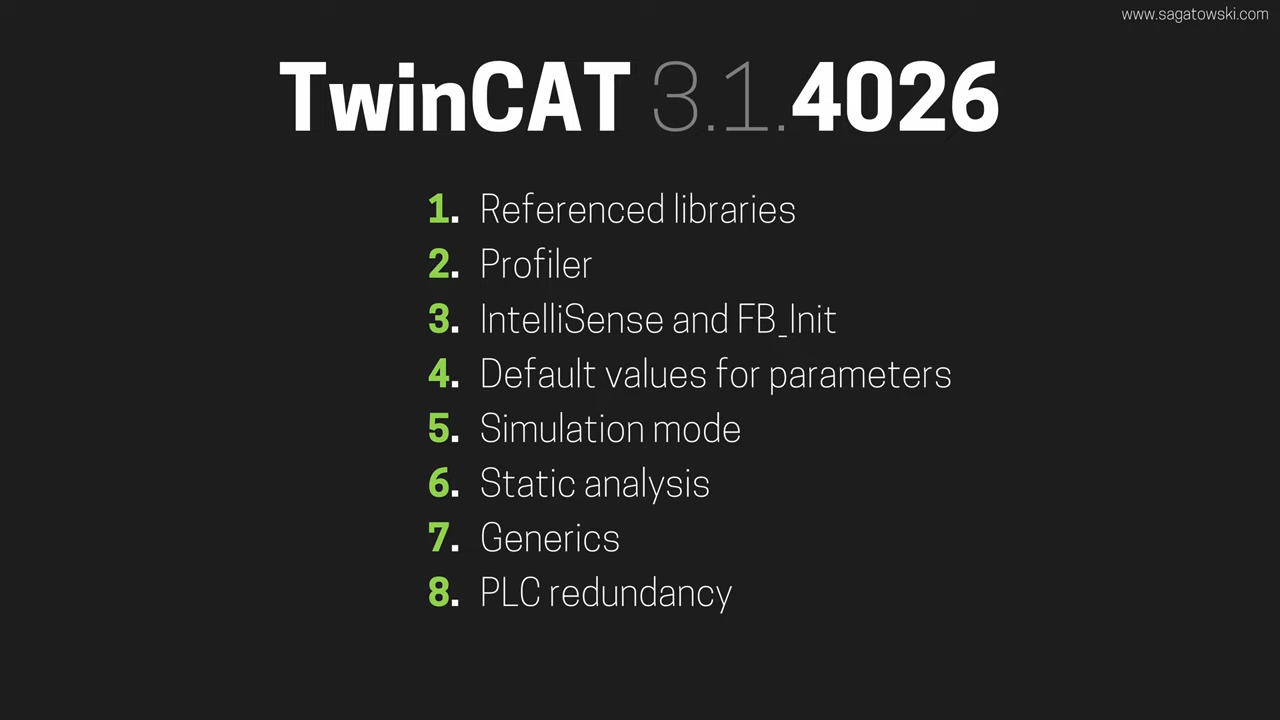 www.sagatowski.com
TwinCAT 3.1.4026
1. Referenced libraries
2. Profiler
3. IntelliSense and FB_Init
4. Default values for parameters
5. Simulation mode
6. Static analysis
7. Generics
8. PLC redundancy